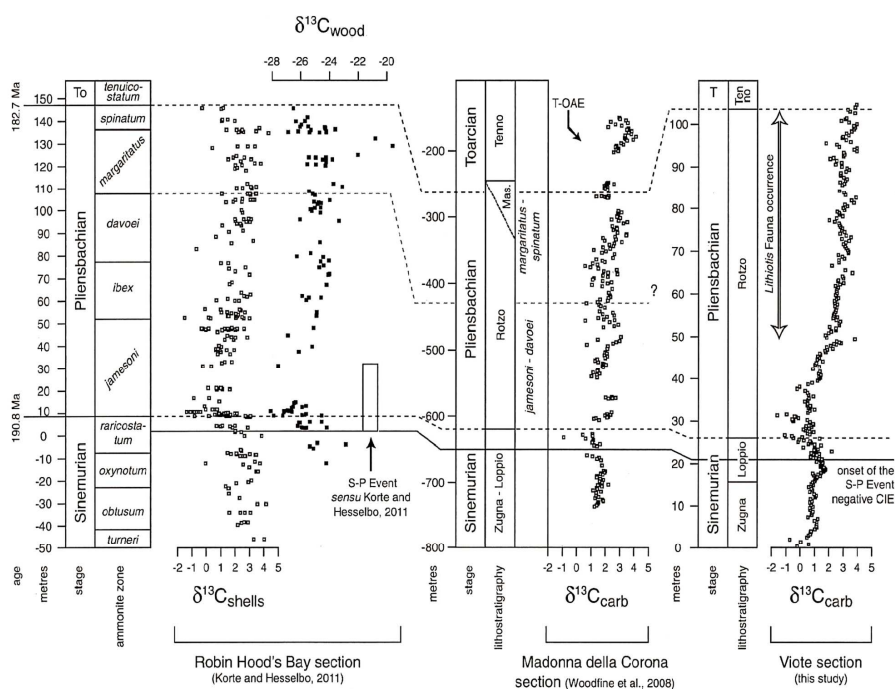 δ13Cwood
-28 -26 -24 -22 -20
182.7 Ma
190.8 Ma
To
Pliensbachian
Sinemurian
tenuico-
statum
spinatum
margaritatus
davoei
ibex
jamesoni
raricosta-
tum
oxynotum
obtusum
turneri
150
140
130
120
110
100
90
80
70
60
50
40
30
20
10
0
-10
-20
-30
-40
-50
S-P Event
sensu Korte and
Hesselbo, 2011
-2 -1 0 1 2 3 4 5
δ13Cshells
age
metres
stage
ammonite zone
Robin Hood's Bay section
(Korte and Hesselbo, 2011)
-200
-300
-400
-500
-600
-700
-800
Toarcian
Pliensbachian
Sinemurian
Tenno
Mas.
Rotzo
Zugna - Loppio
margaritatus -
spinatum
jamesoni - davoei
T-OAE
?
-2 -1 0 1 2 3 4 5
δ13Ccarb
metres
stage
lithostratigraphy
Madonna della Corona
section (Woodfine et al., 2008)
100
90
80
70
60
50
40
30
20
10
0
T
Pliensbachian
Sinemurian
Ten
no
Rotzo
Loppio
Zugna
Lithiotis Fauna occurrence
onset of the
S-P Event
negative CIE
-2 -1 0 1 2 3 4 5
δ13Ccarb
metres
stage
lithostratigraphy
Viote section
(this study)